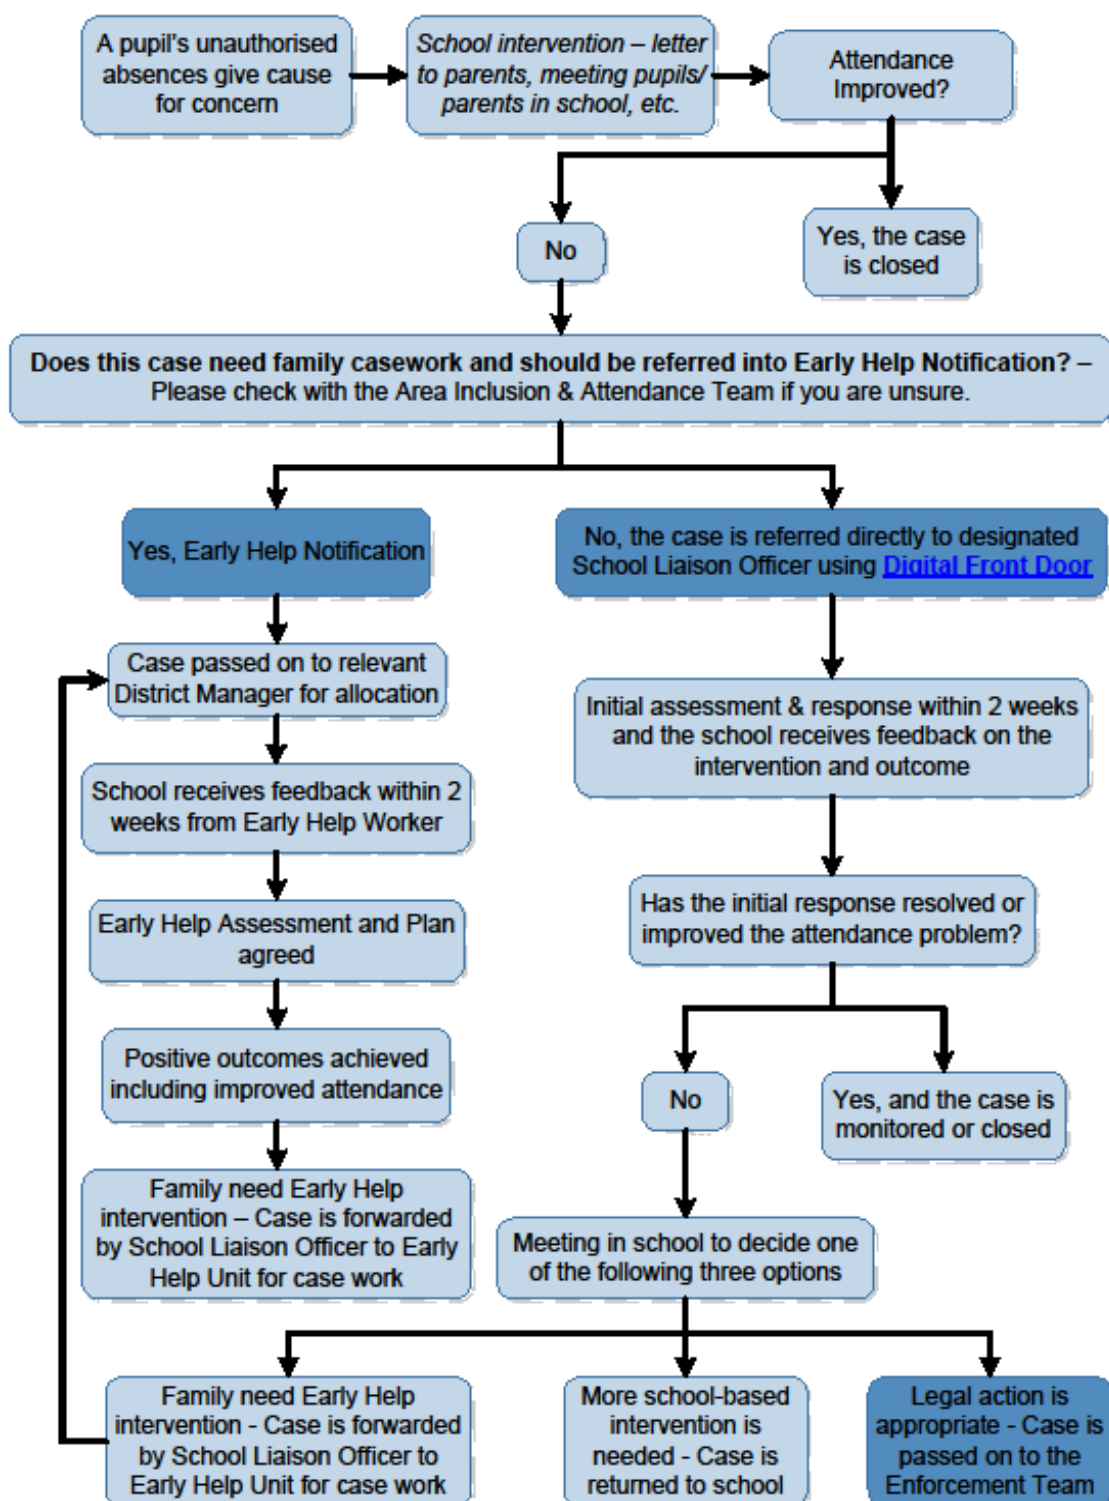 A pupil's unauthorised
absences give cause
for concern
School intervention – letter
to parents, meeting pupils/
parents in school, etc.
Attendance
Improved?
No
Yes, the case
is closed
Does this case need family casework and should be referred into Early Help Notification? –
Please check with the Area Inclusion & Attendance Team if you are unsure.
Yes, Early Help Notification
No, the case is referred directly to designated
School Liaison Officer using Digital Front Door
Case passed on to relevant
District Manager for allocation
School receives feedback within 2
weeks from Early Help Worker
Early Help Assessment and Plan
agreed
Positive outcomes achieved
including improved attendance
Family need Early Help
intervention – Case is forwarded
by School Liaison Officer to Early
Help Unit for case work
Initial assessment & response within 2 weeks
and the school receives feedback on the
intervention and outcome
Has the initial response resolved or
improved the attendance problem?
No
Yes, and the case is
monitored or closed
Meeting in school to decide one
of the following three options
Family need Early Help
intervention - Case is forwarded
by School Liaison Officer to
Early Help Unit for case work
More school-based
intervention is
needed - Case is
returned to school
Legal action is
appropriate - Case is
passed on to the
Enforcement Team